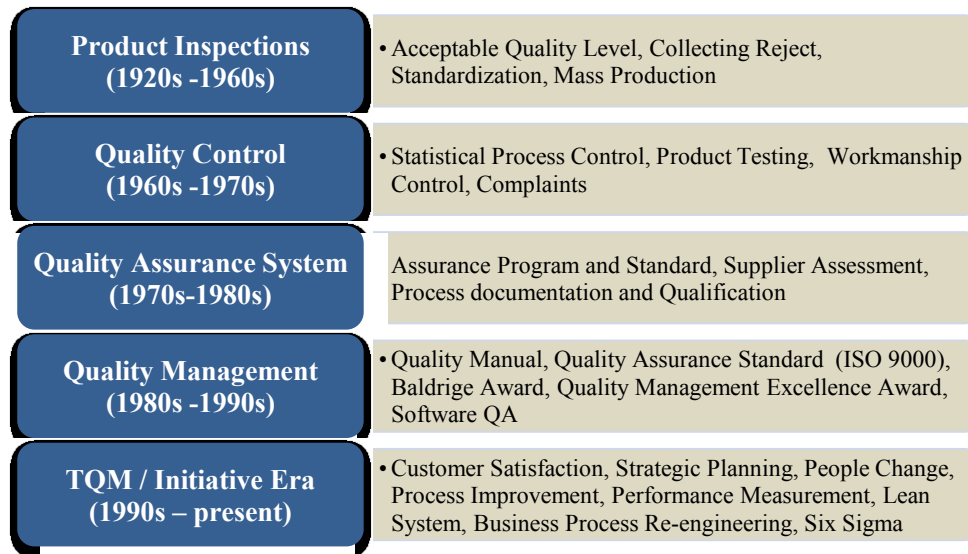 Product Inspections
(1920s -1960s)
• Acceptable Quality Level, Collecting Reject,
Standardization, Mass Production
Quality Control
(1960s -1970s)
• Statistical Process Control, Product Testing,  Workmanship
Control, Complaints
Quality Assurance System
(1970s-1980s)
Assurance Program and Standard, Supplier Assessment,
Process documentation and Qualification
Quality Management
(1980s -1990s)
• Quality Manual, Quality Assurance Standard  (ISO 9000),
Baldrige Award, Quality Management Excellence Award,
Software QA
TQM / Initiative Era
(1990s – present)
• Customer Satisfaction, Strategic Planning, People Change,
Process Improvement, Performance Measurement, Lean
System, Business Process Re-engineering, Six Sigma